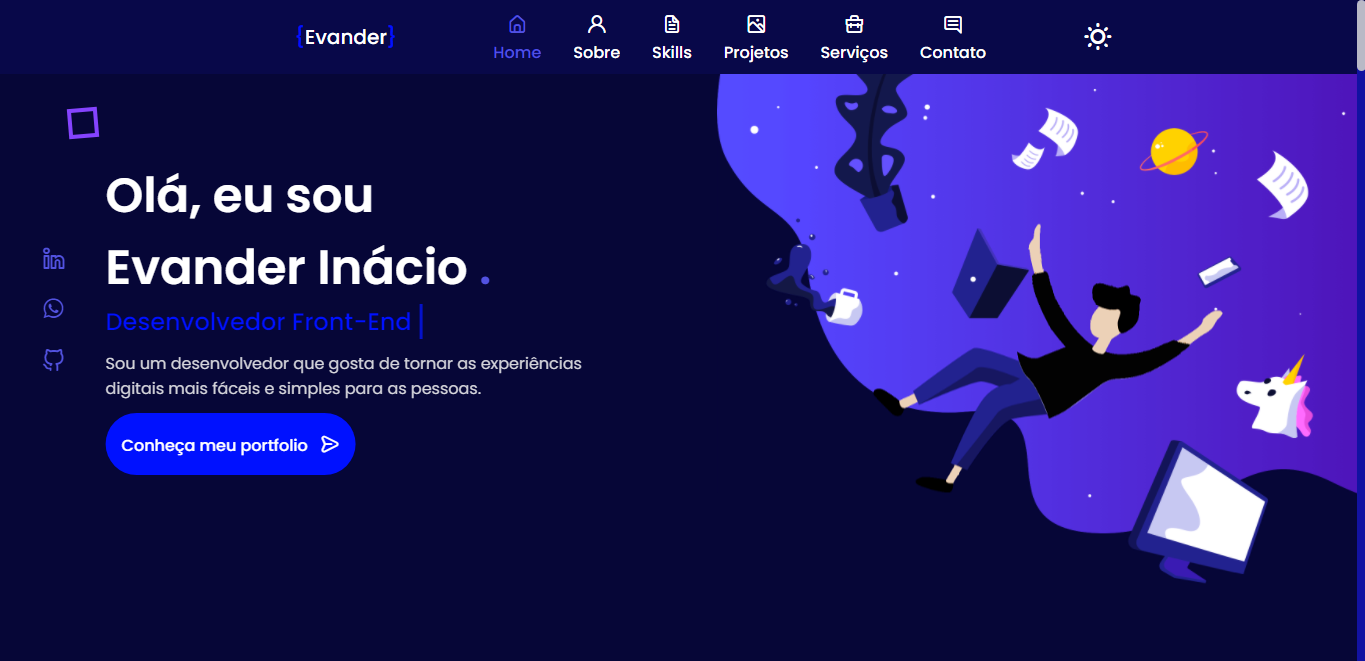 {Evander}
Home Sobre Skills Projetos Serviços Contato
Olá, eu sou
Evander Inácio .
Desenvolvedor Front-End
Sou um desenvolvedor que gosta de tornar as experiências
digitais mais fáceis e simples para as pessoas.
Conheça meu portfolio